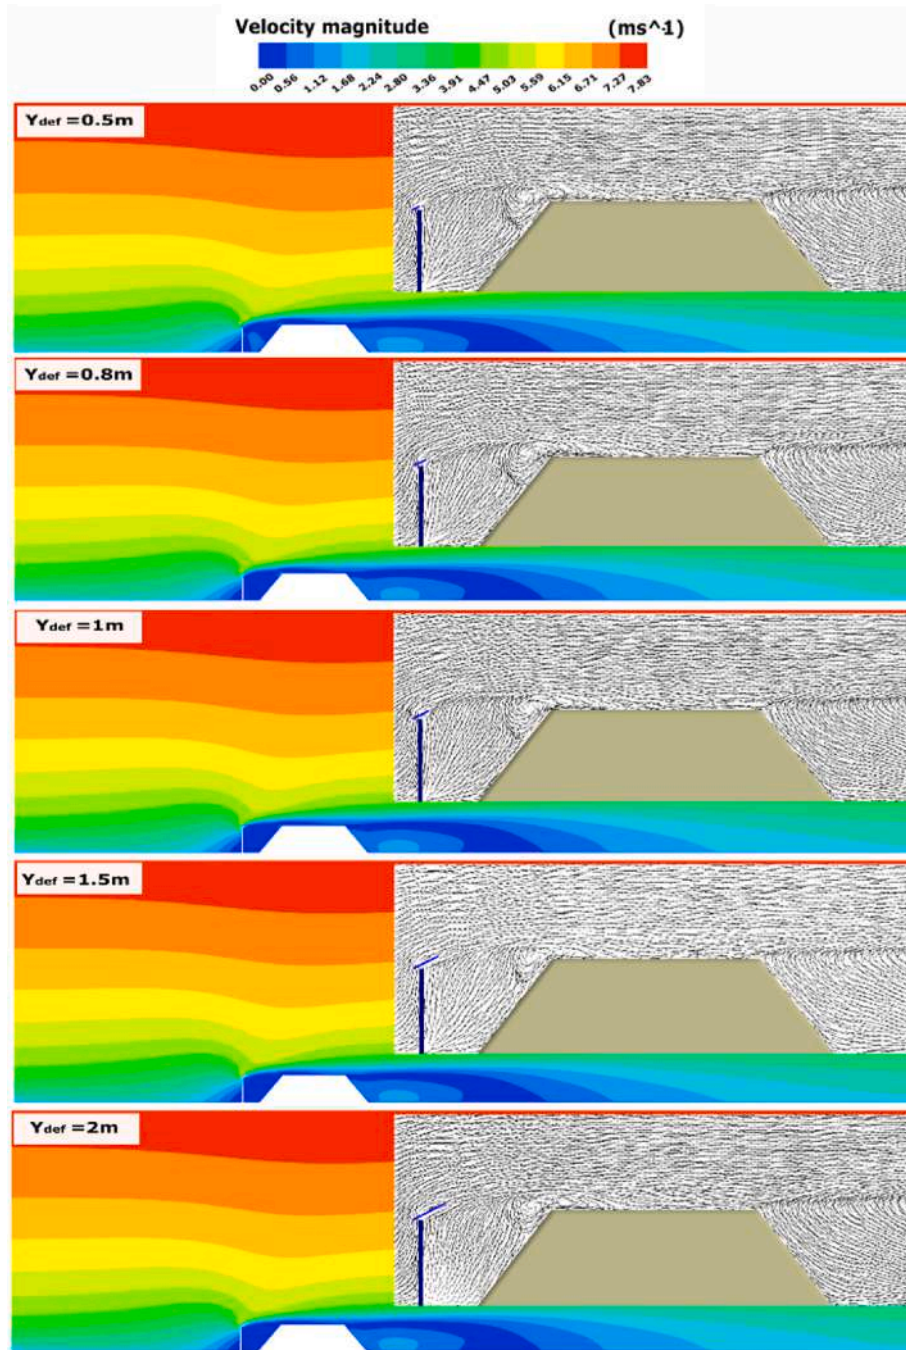 Velocity magnitude (ms^-1)
0.00 0.56 1.12 1.68 2.24 2.80 3.36 3.91 4.47 5.03 5.59 6.15 6.71 7.27 7.83
Ydef =0.5m
Ydef =0.8m
Ydef =1m
Ydef =1.5m
Ydef =2m